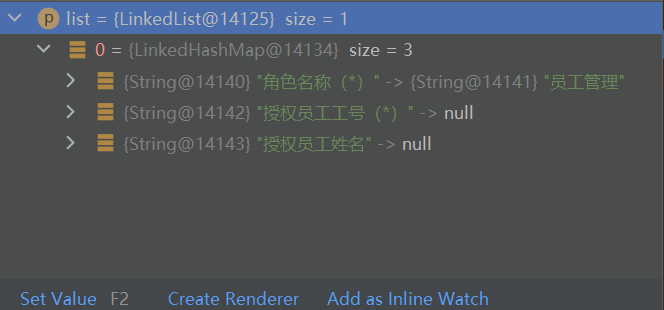 p list = {LinkedList@14125} size = 1
0 = {LinkedHashMap@14134} size = 3
{String@14140} "角色名称（*）" -> {String@14141} "员工管理"
{String@14142} "授权员工工号（*）" -> null
{String@14143} "授权员工姓名" -> null
Set Value F2 Create Renderer Add as Inline Watch